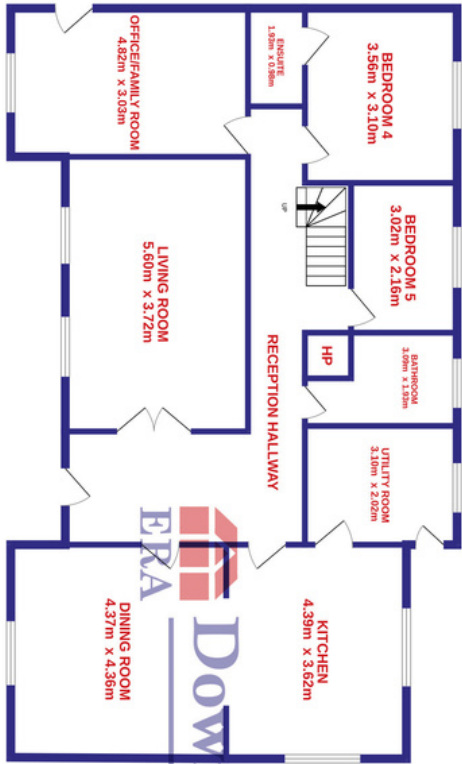 OFFICE/FAMILY ROOM
4.82m x 3.03m
ENSUITE
1.93m x 0.98m
BEDROOM 4
3.56m x 3.10m
BEDROOM 5
3.02m x 2.16m
UP
LIVING ROOM
5.60m x 3.72m
RECEPTION HALLWAY
HP
BATHROOM
3.09m x 1.93m
UTILITY ROOM
3.10m x 2.02m
DINING ROOM
4.37m x 4.36m
KITCHEN
4.39m x 3.62m
ERA
Dow